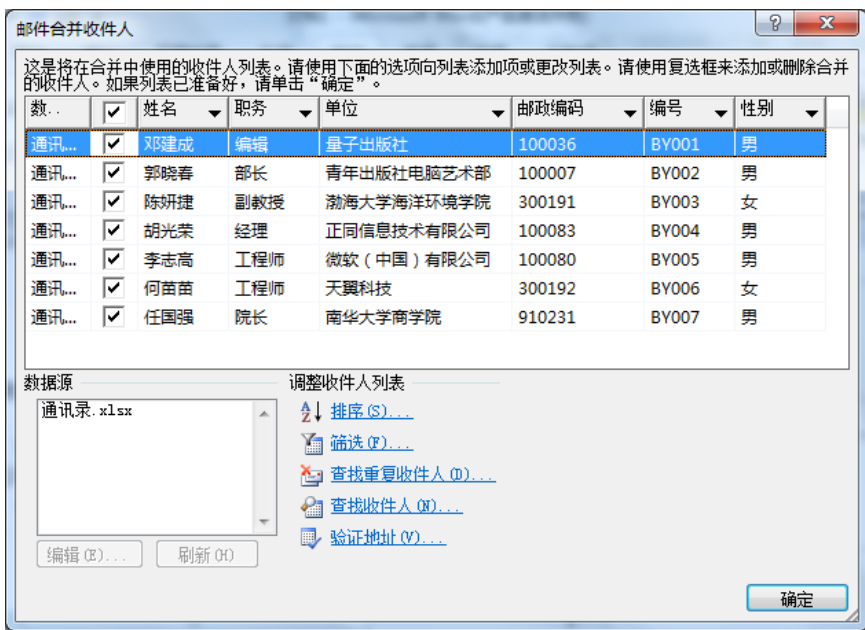 邮件合并收件人
这是将在合并中使用的收件人列表。请使用下面的选项向列表添加项或更改列表。请使用复选框来添加或删除合并
的收件人。如果列表已准备好，请单击“确定”。
数.. 姓名 职务 单位 邮政编码 编号 性别
通讯... 邓建成 编辑 量子出版社 100036 BY001 男
通讯... 郭晓春 部长 青年出版社电脑艺术部 100007 BY002 男
通讯... 陈妍捷 副教授 渤海大学海洋环境学院 300191 BY003 女
通讯... 胡光荣 经理 正同信息技术有限公司 100083 BY004 男
通讯... 李志高 工程师 微软（中国）有限公司 100080 BY005 男
通讯... 何苗苗 工程师 天翼科技 300192 BY006 女
通讯... 任国强 院长 南华大学商学院 910231 BY007 男
数据源
通讯录.xlsx
编辑(E)... 刷新(H)
调整收件人列表
排序(S)...
筛选(F)...
查找重复收件人(D)...
查找收件人(N)...
验证地址(V)...
确定